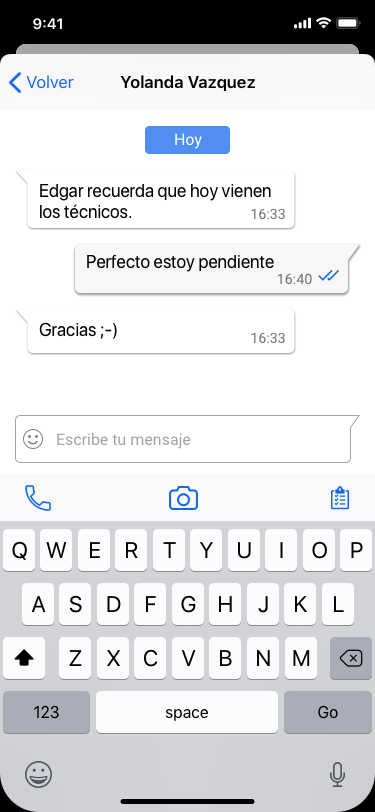 9:41
Volver
Yolanda Vazquez
Hoy
Edgar recuerda que hoy vienen
los técnicos.
16:33
Perfecto estoy pendiente
16:40
Gracias ;-)
16:33
Escribe tu mensaje
Q W E R T Y U I O P
A S D F G H J K L
Z X C V B N M
123 space Go